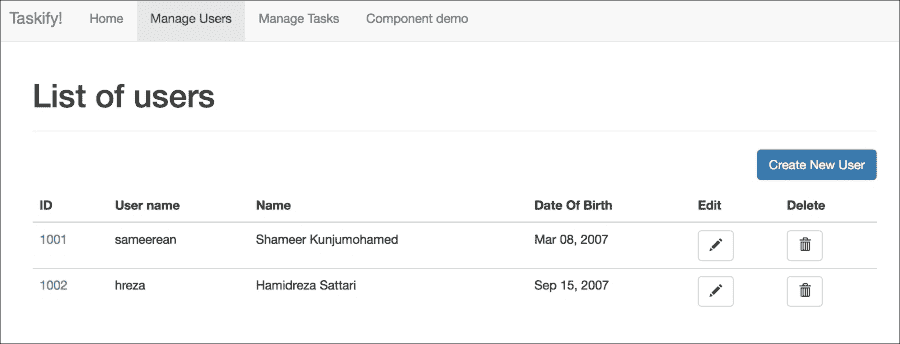 Taskify! Home Manage Users Manage Tasks Component demo
List of users
Create New User
ID User name Name Date Of Birth Edit Delete
1001 sameerean Shameer Kunjumohamed Mar 08, 2007
1002 hreza Hamidreza Sattari Sep 15, 2007